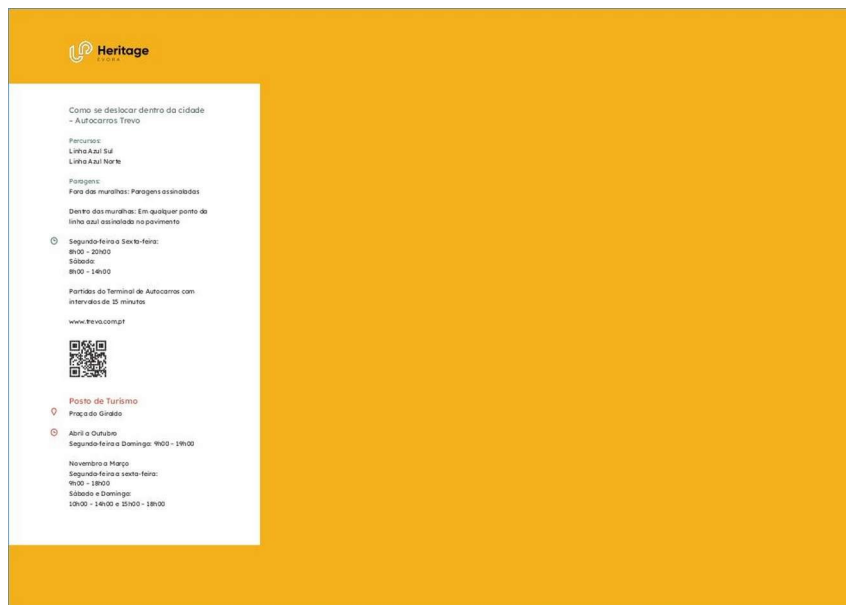 Heritage
ÉVORA
Como se deslocar dentro da cidade
– Autocarros Trevo
Percursos:
Linha Azul Sul
Linha Azul Norte
Paragens:
Fora das muralhas: Paragens assinaladas
Dentro das muralhas: Em qualquer ponto da
linha azul assinalada no pavimento
Segunda-feira a Sexta-feira:
8h00 – 20h00
Sábado:
8h00 – 14h00
Partidas do Terminal de Autocarros com
intervalos de 15 minutos
www.trevo.com.pt
Posto de Turismo
Praça do Giraldo
Abril a Outubro
Segunda-feira a Domingo: 9h00 – 19h00
Novembro a Março
Segunda-feira a sexta-feira:
9h00 – 18h00
Sábado e Domingo:
10h00 – 14h00 e 15h00 – 18h00